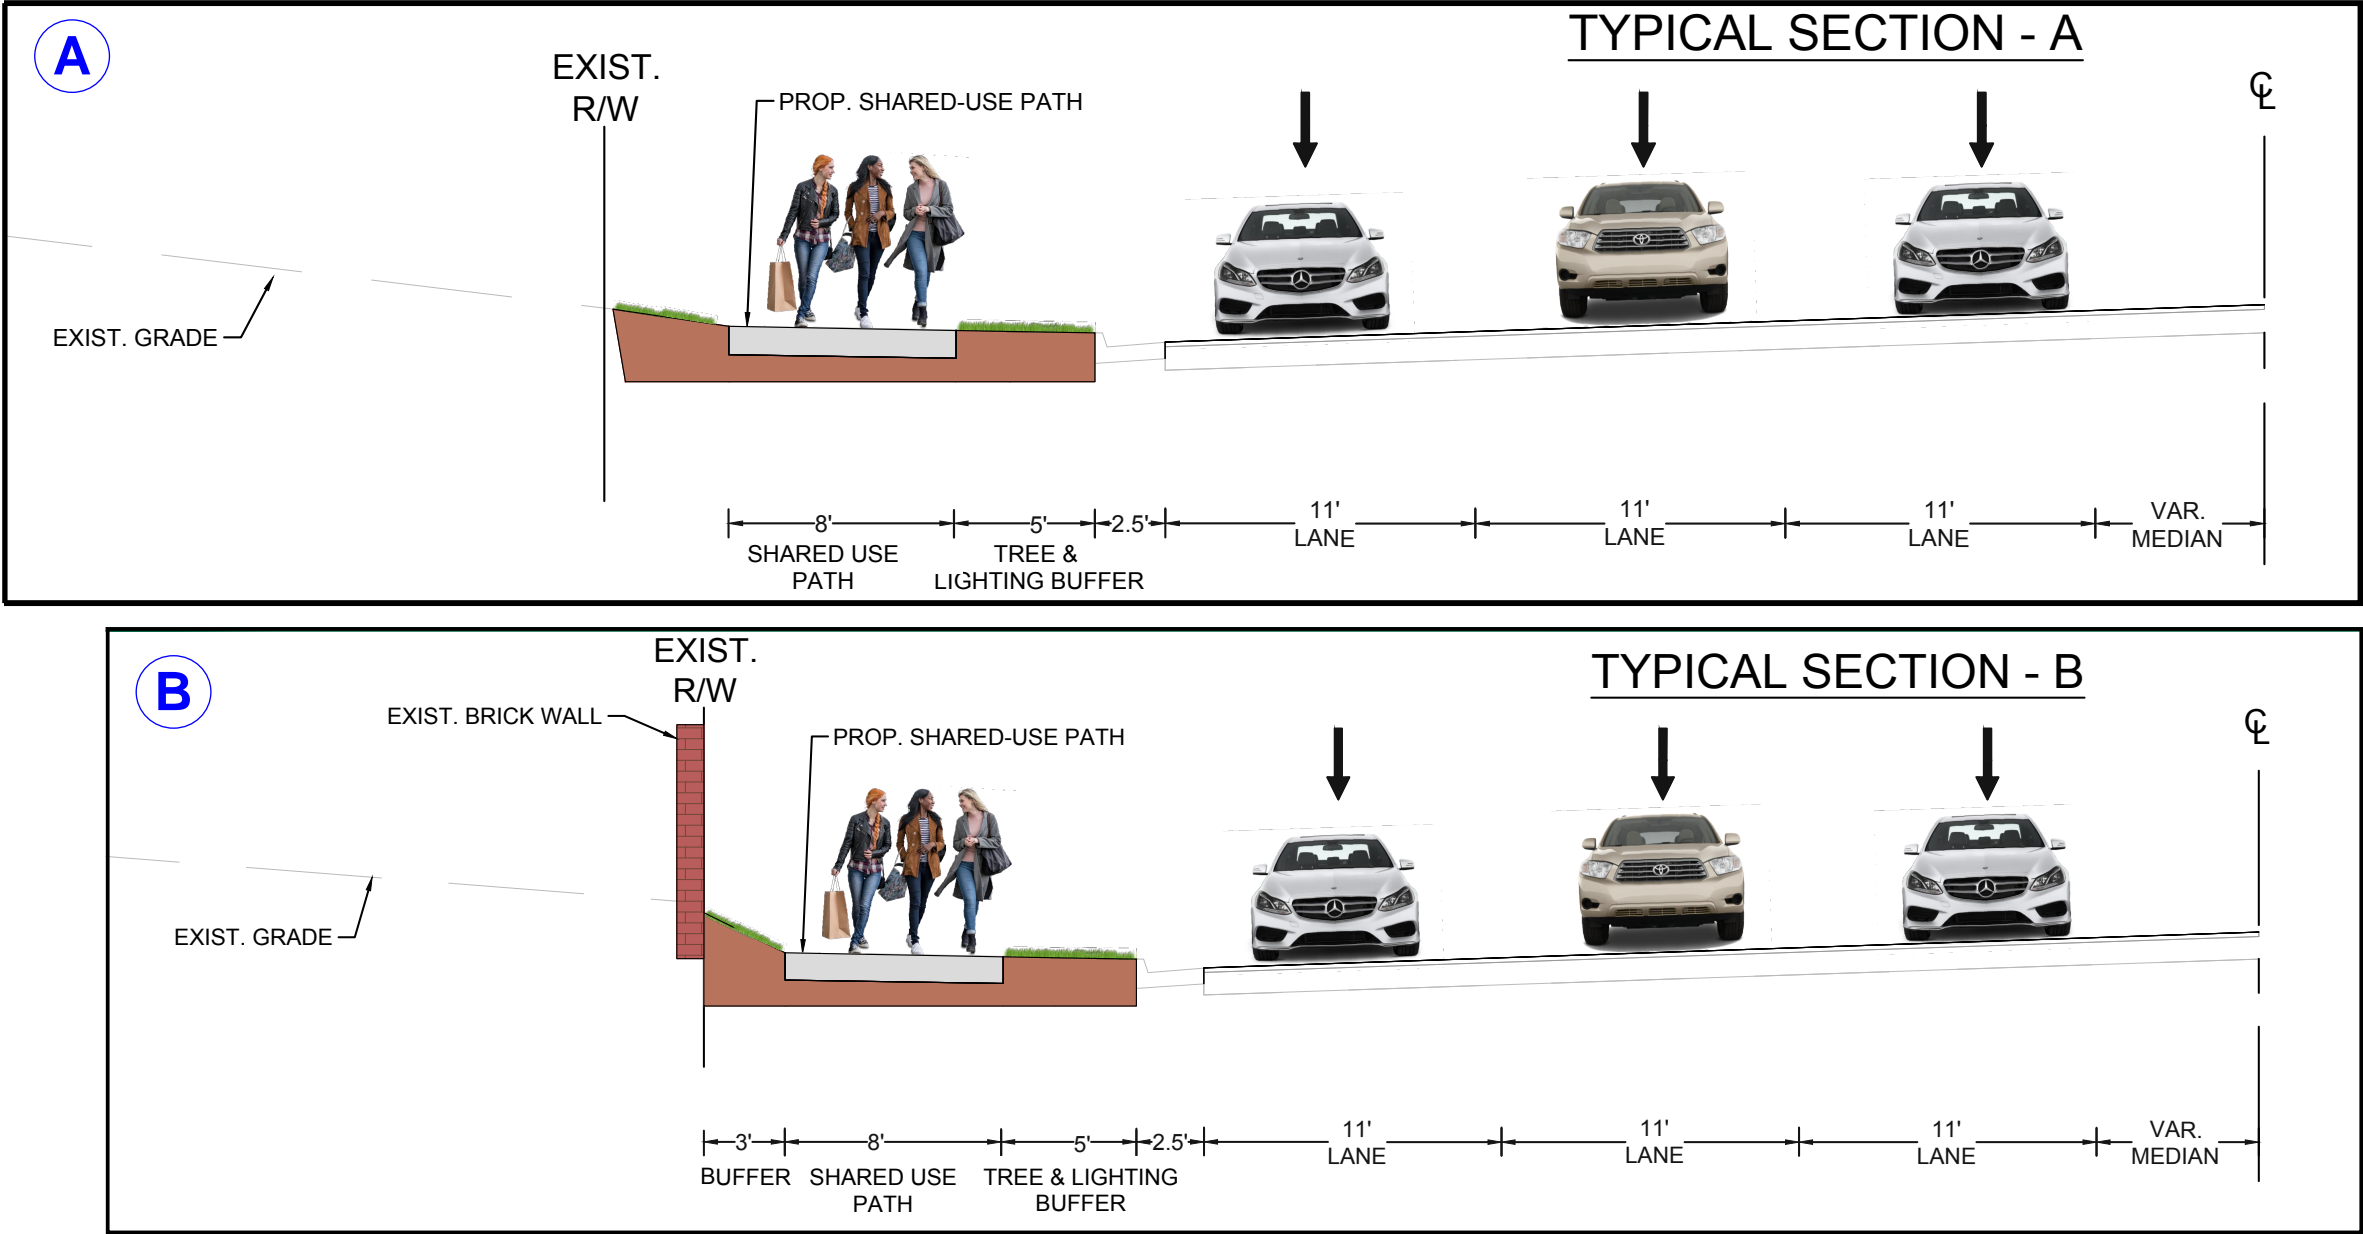 A
TYPICAL SECTION - A
EXIST.
R/W
PROP. SHARED-USE PATH
℄
EXIST. GRADE
8'
5'
2.5'
11'
LANE
11'
LANE
11'
LANE
VAR.
MEDIAN
SHARED USE
PATH
TREE &
LIGHTING BUFFER
B
TYPICAL SECTION - B
EXIST.
R/W
EXIST. BRICK WALL
PROP. SHARED-USE PATH
℄
EXIST. GRADE
3'
8'
5'
2.5'
11'
LANE
11'
LANE
11'
LANE
VAR.
MEDIAN
BUFFER
SHARED USE
PATH
TREE & LIGHTING
BUFFER